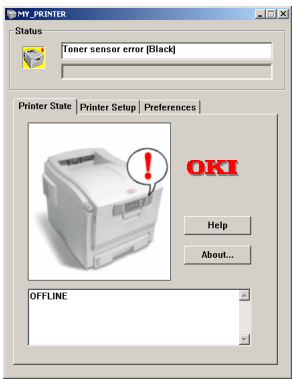 MY_PRINTER
Status
Toner sensor error (Black)
Printer State
Printer Setup
Preferences
!
OKI
Help
About...
OFFLINE